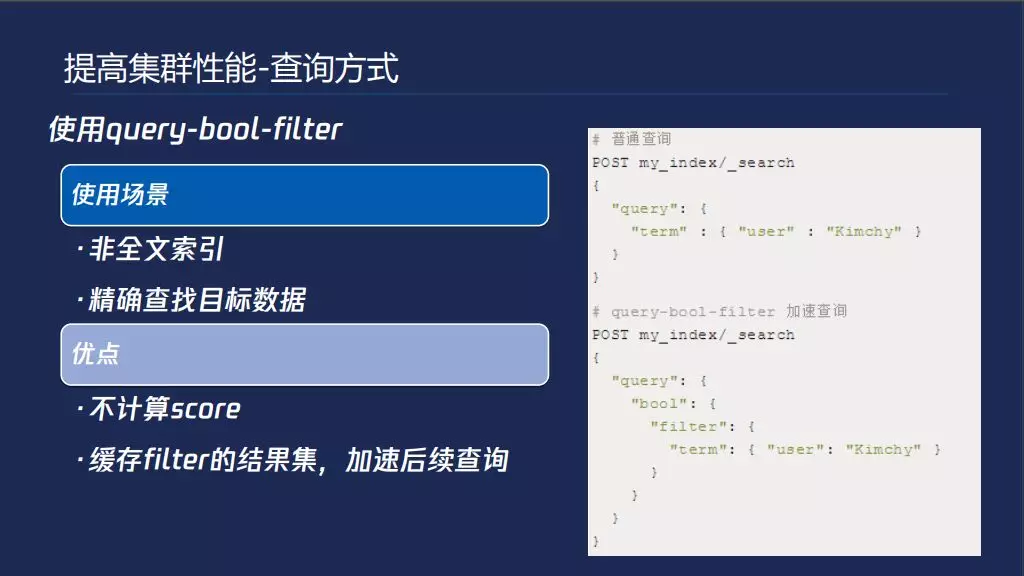 提高集群性能-查询方式
使用query-bool-filter
使用场景
·非全文索引
·精确查找目标数据
优点
·不计算score
·缓存filter的结果集，加速后续查询
# 普通查询
POST my_index/_search
{
  "query": {
    "term" : { "user" : "Kimchy" }
  }
}
# query-bool-filter 加速查询
POST my_index/_search
{
  "query": {
    "bool": {
      "filter": {
        "term": { "user": "Kimchy" }
      }
    }
  }
}